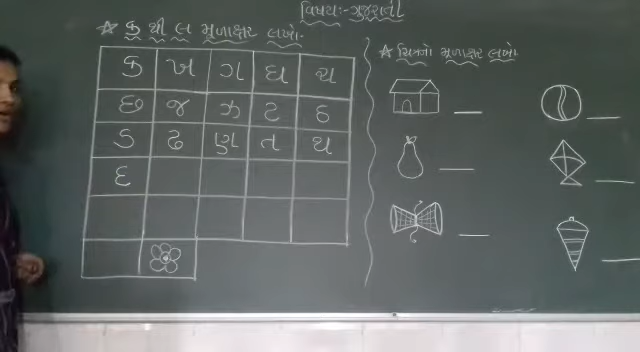 વિષય:- ગુજરાતી
☆ ક થી લ મૂળાક્ષર લખો.
ક ખ ગ ઘ ચ
છ જ ઝ ટ ઠ
ડ ઢ ણ ત થ
દ
☆ ચિત્રનો મૂળાક્ષર લખો.